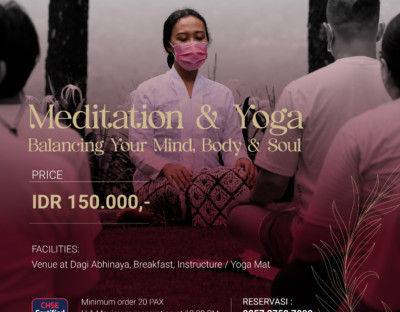 Meditation & Yoga
Balancing Your Mind, Body & Soul
PRICE
IDR 150.000,-
FACILITIES:
Venue at Dagi Abhinaya, Breakfast, Instructure / Yoga Mat
CHSE
Minimum order 20 PAX
RESERVASI :